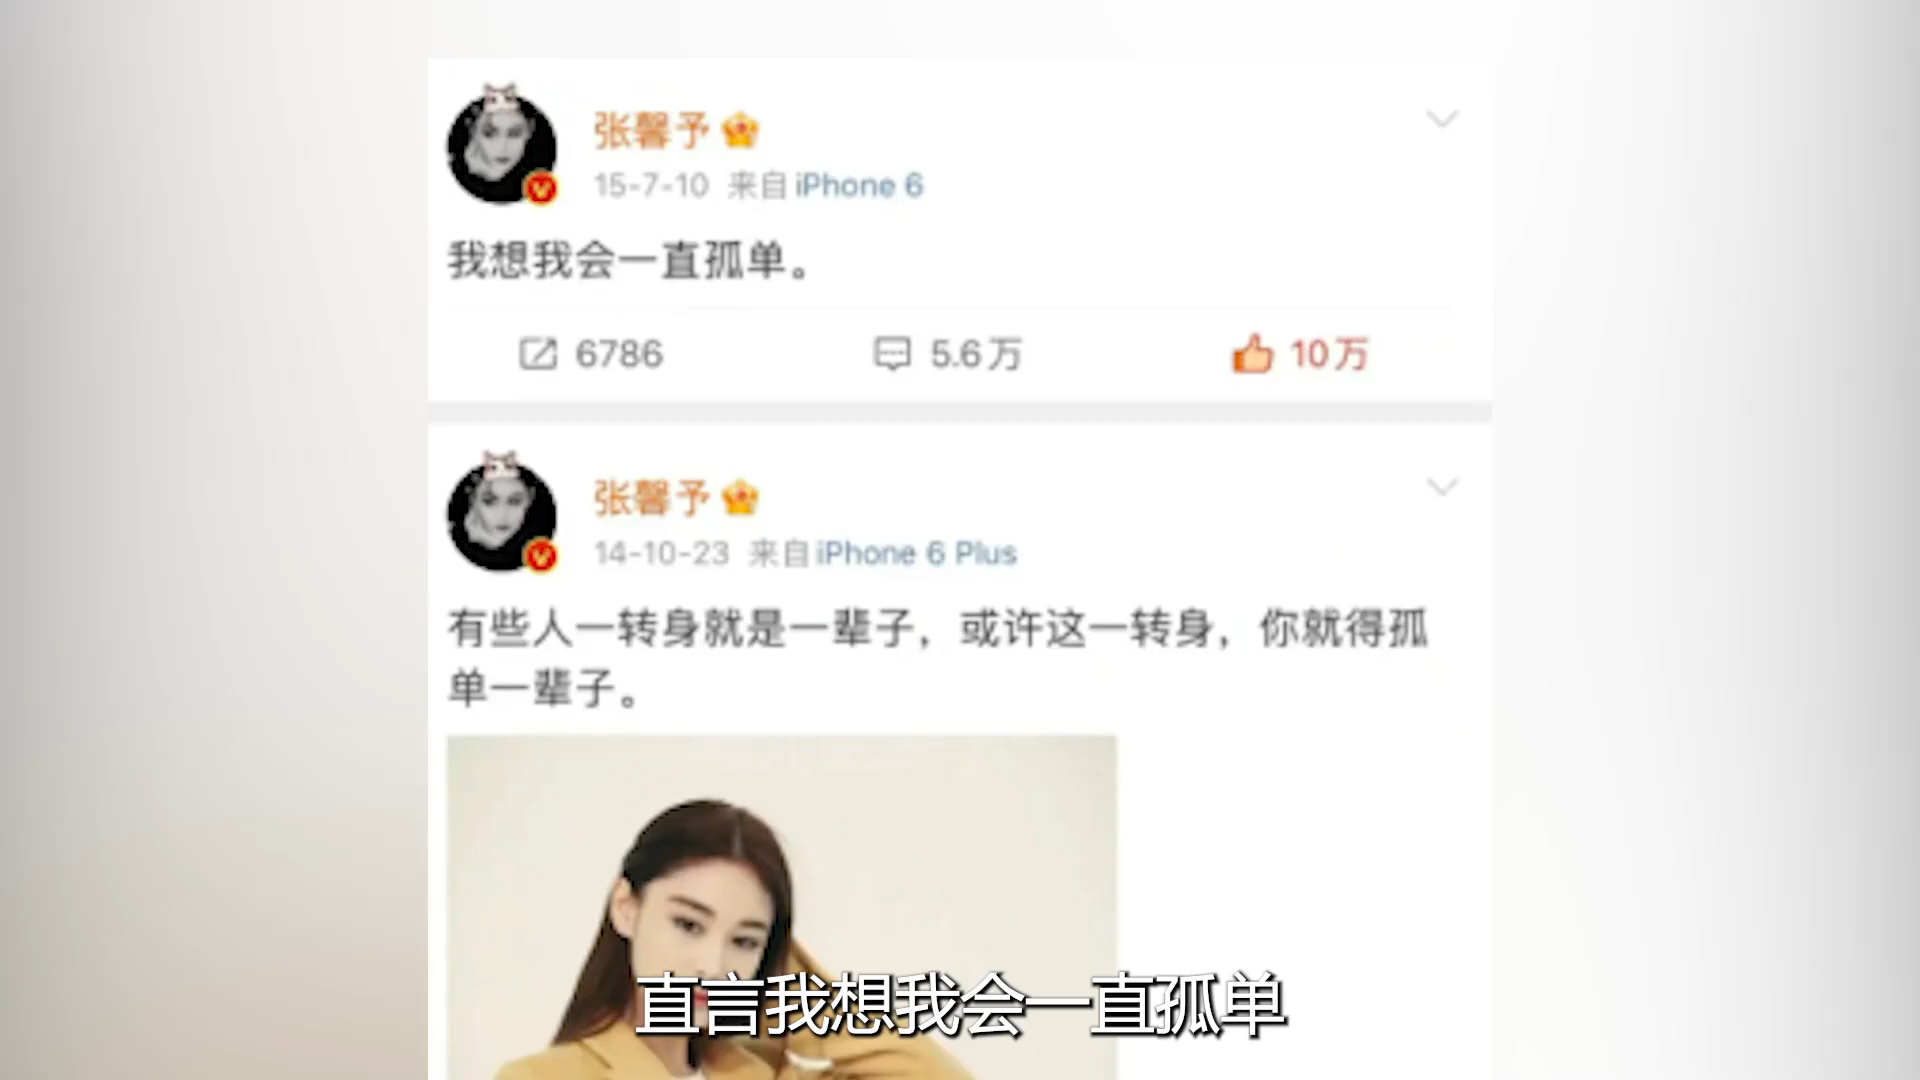 张馨予
15-7-10 来自 iPhone 6
我想我会一直孤单。
6786 5.6万 10万
张馨予
14-10-23 来自 iPhone 6 Plus
有些人一转身就是一辈子，或许这一转身，你就得孤
单一辈子。
直言我想我会一直孤单